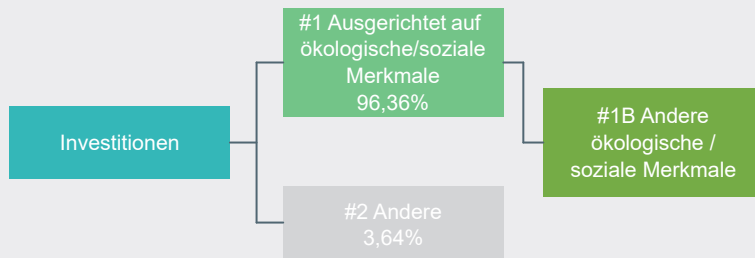 Investitionen
#1 Ausgerichtet auf
ökologische/soziale
Merkmale
96,36%
#2 Andere
3,64%
#1B Andere
ökologische /
soziale Merkmale